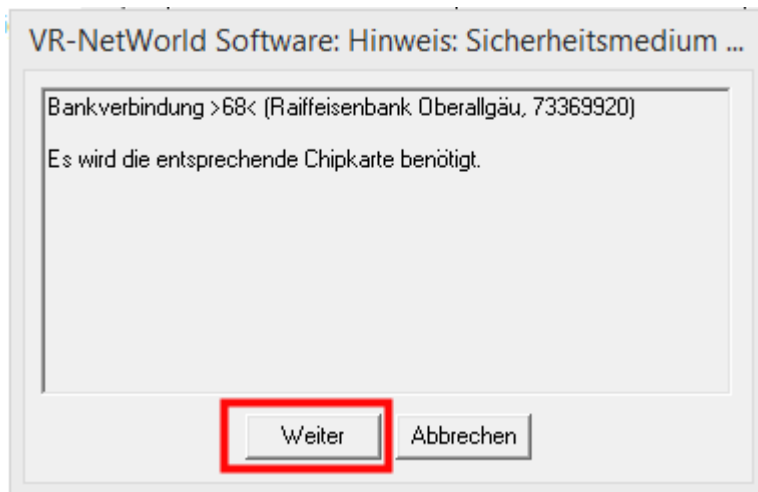 VR-NetWorld Software: Hinweis: Sicherheitsmedium ...
Bankverbindung >68< (Raiffeisenbank Oberallgäu, 73369920)
Es wird die entsprechende Chipkarte benötigt.
Weiter
Abbrechen